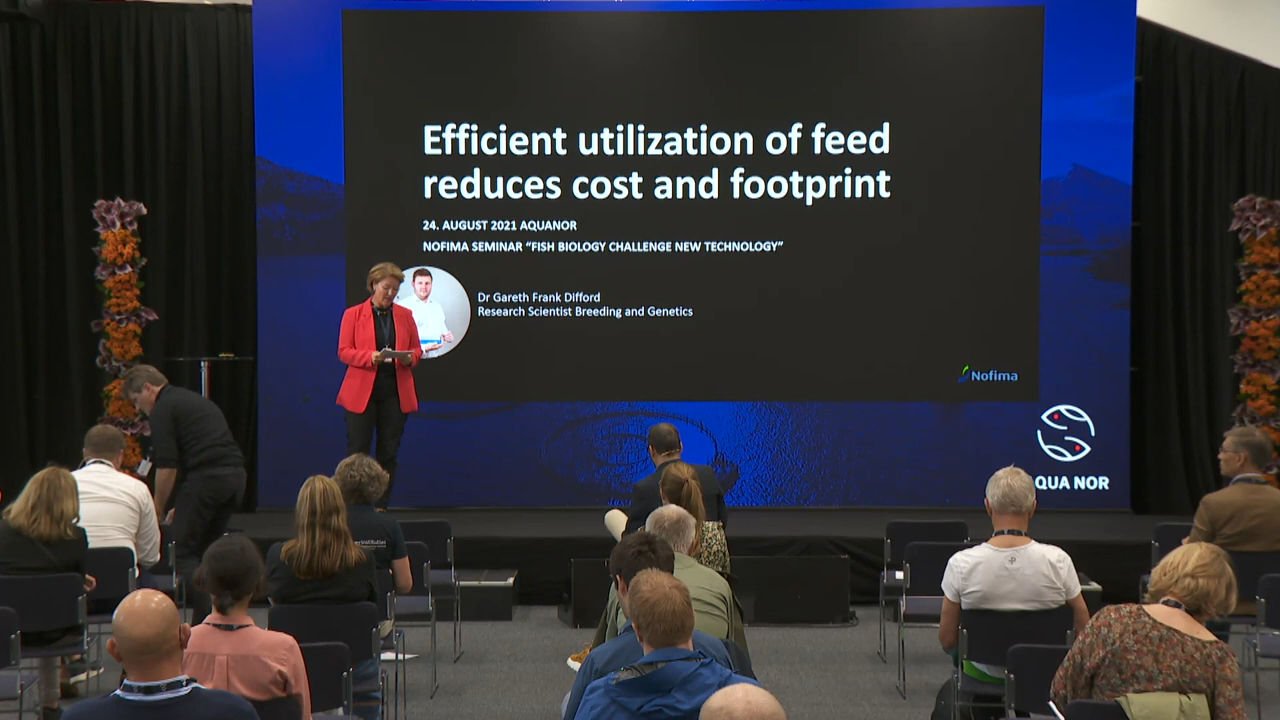 Efficient utilization of feed
reduces cost and footprint
24. AUGUST 2021 AQUANOR
NOFIMA SEMINAR “FISH BIOLOGY CHALLENGE NEW TECHNOLOGY”
Dr Gareth Frank Difford
Research Scientist Breeding and Genetics
Nofima
QUA NOR